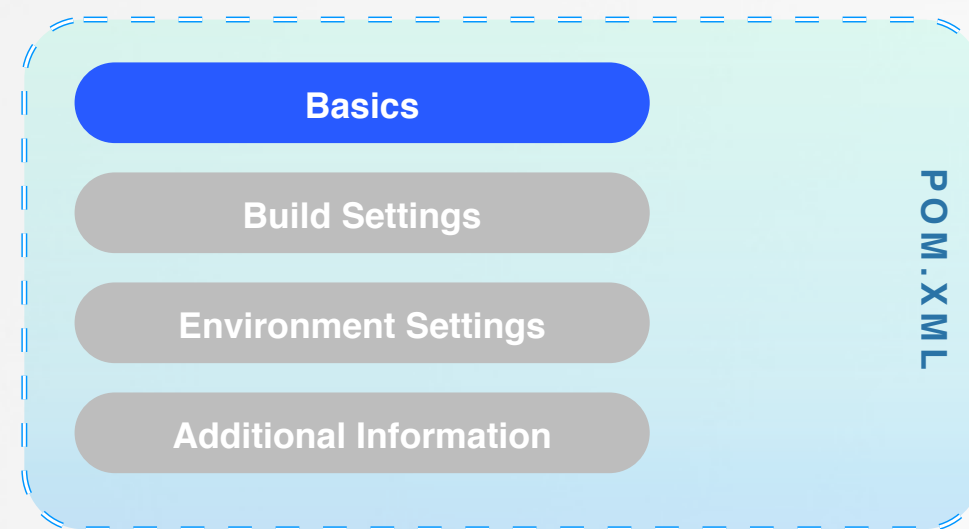 Basics
Build Settings
Environment Settings
Additional Information
POM.XML